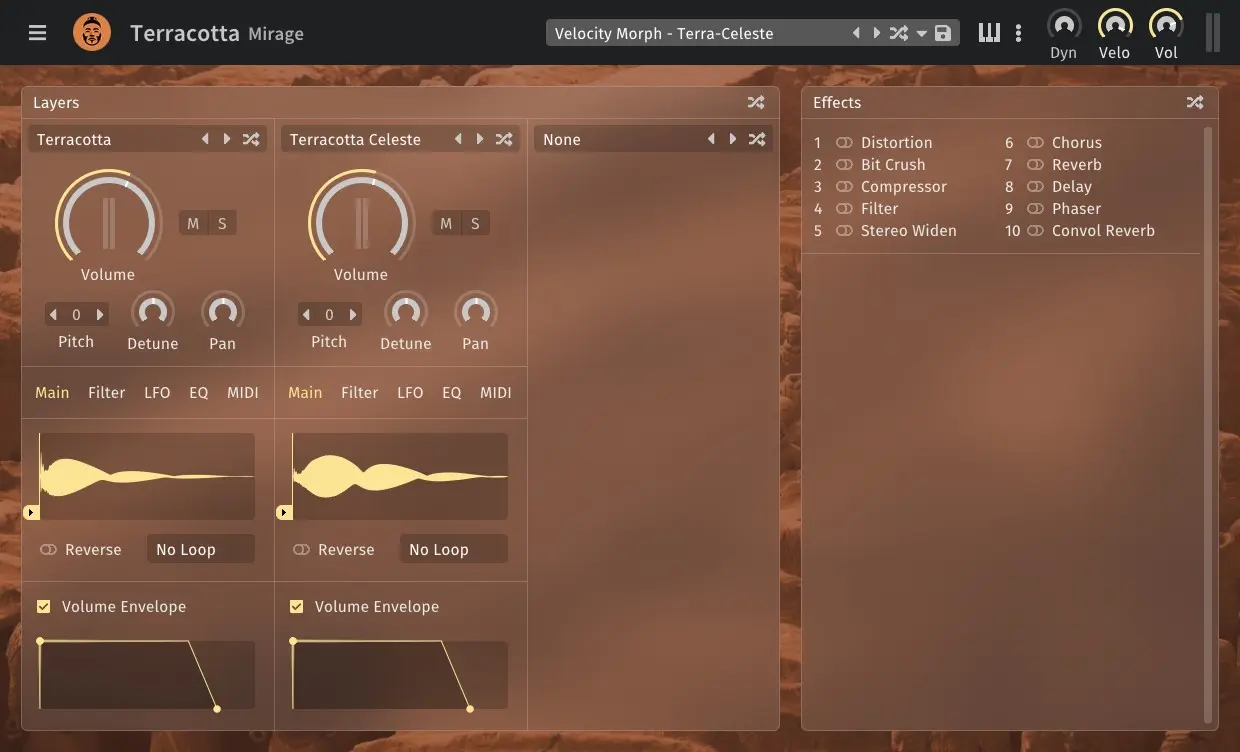 Terracotta Mirage
Velocity Morph - Terra-Celeste
Dyn Velo Vol
Layers
Terracotta
M S
Volume
0
Pitch Detune Pan
Main Filter LFO EQ MIDI
Reverse No Loop
Volume Envelope
Terracotta Celeste
M S
Volume
0
Pitch Detune Pan
Main Filter LFO EQ MIDI
Reverse No Loop
Volume Envelope
None
Effects
1 Distortion
2 Bit Crush
3 Compressor
4 Filter
5 Stereo Widen
6 Chorus
7 Reverb
8 Delay
9 Phaser
10 Convol Reverb